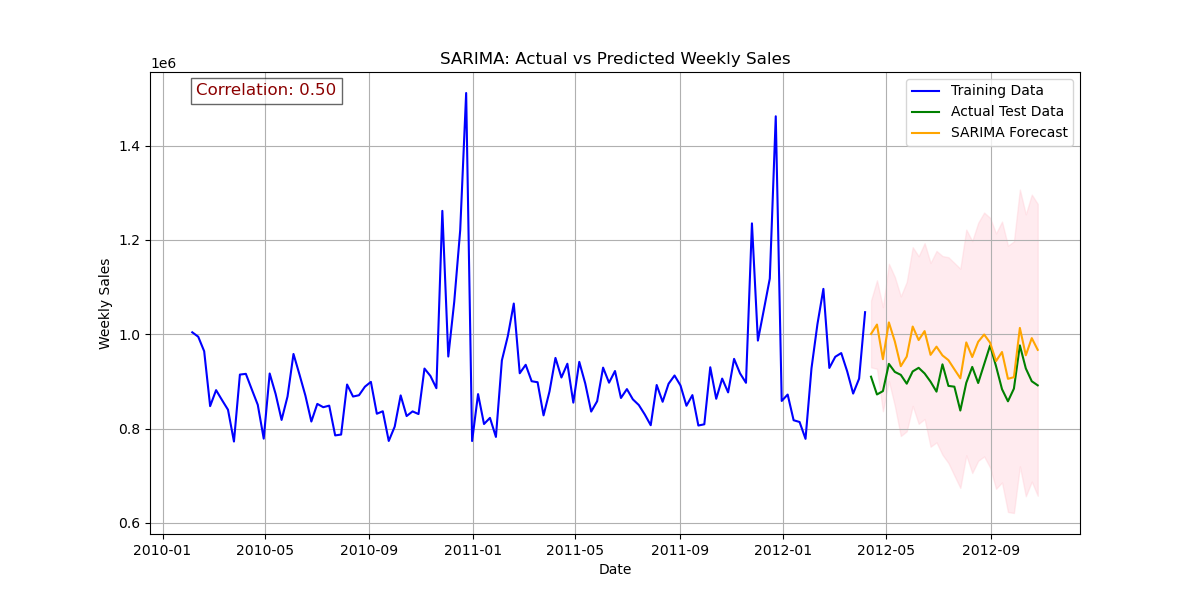 SARIMA: Actual vs Predicted Weekly Sales
1e6
Correlation: 0.50
Training Data
Actual Test Data
SARIMA Forecast
1.4
1.2
1.0
0.8
0.6
Weekly Sales
2010-01 2010-05 2010-09 2011-01 2011-05 2011-09 2012-01 2012-05 2012-09
Date